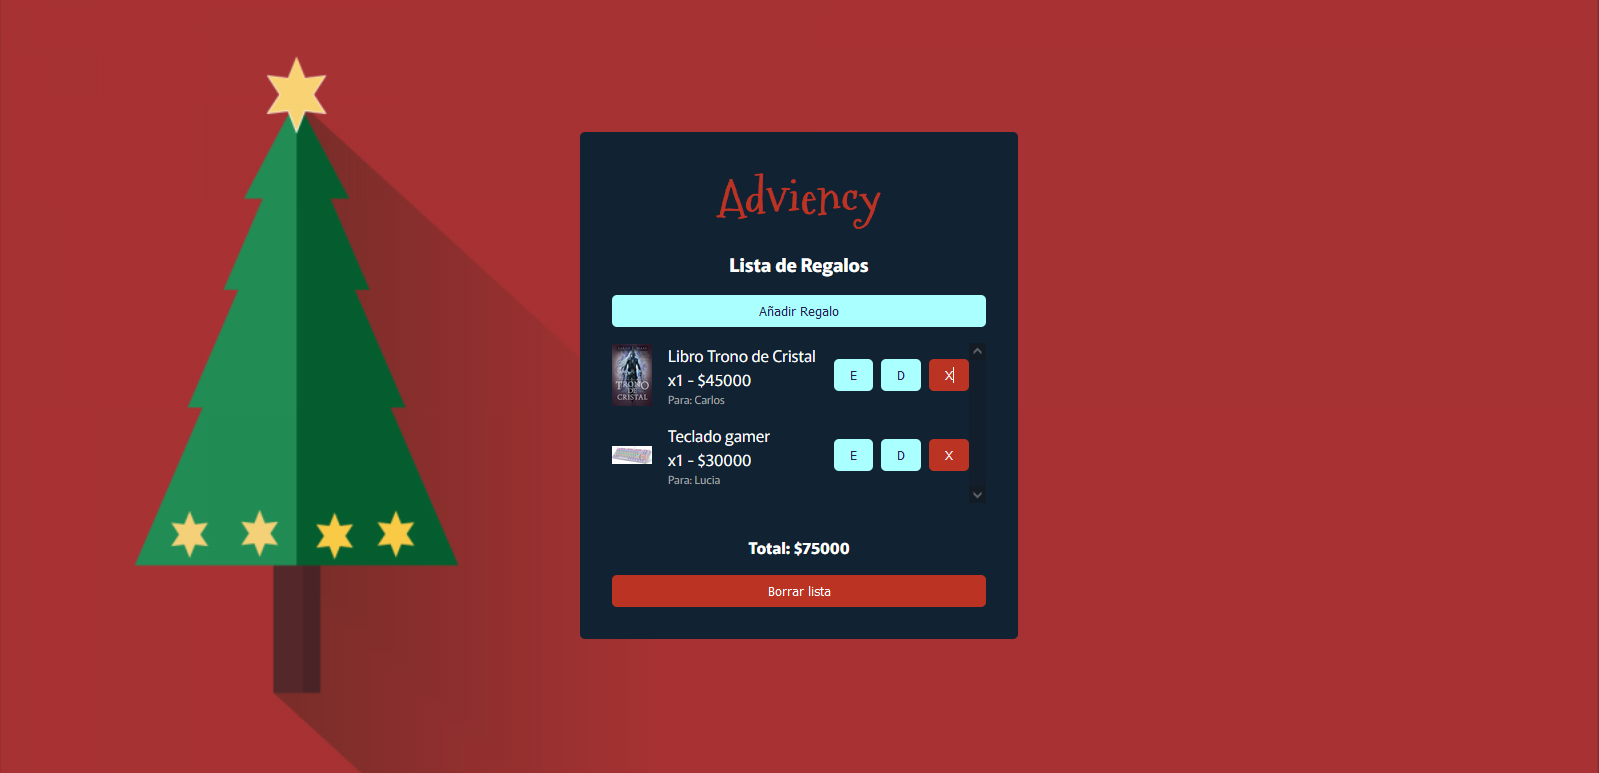 Adviency
Lista de Regalos
Añadir Regalo
TRONO
DE
CRISTAL
Libro Trono de Cristal
x1 - $45000
Para: Carlos
E D X
Teclado gamer
x1 - $30000
Para: Lucia
E D X
Total: $75000
Borrar lista